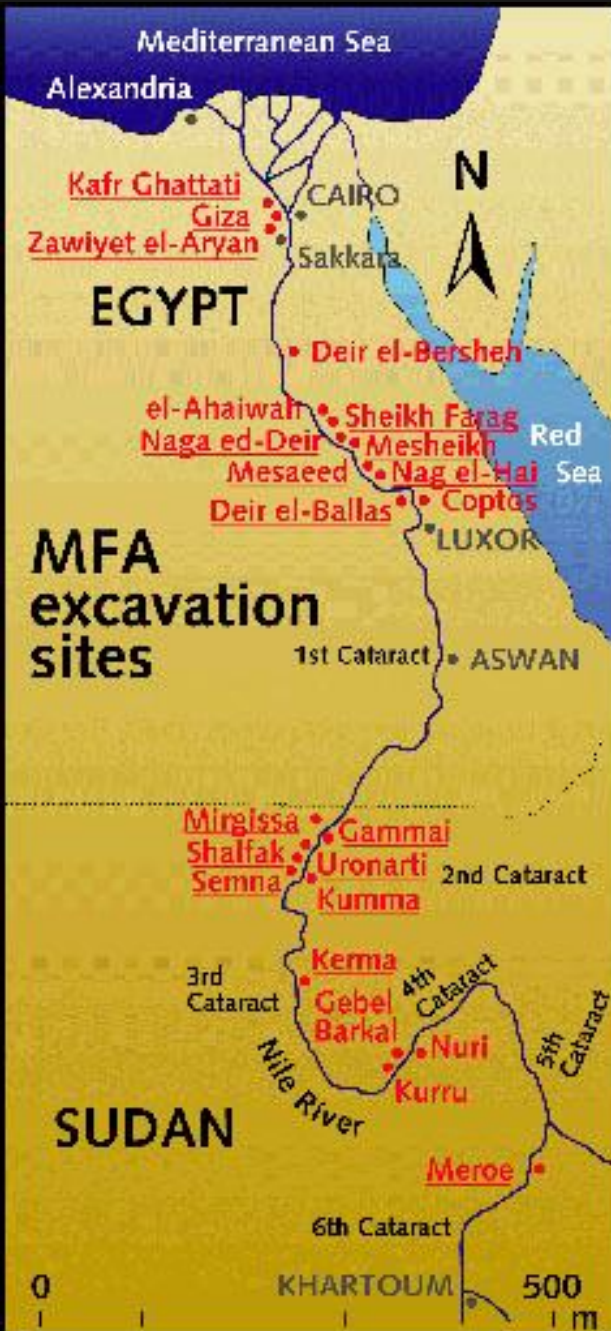 Mediterranean Sea
Alexandria
N
Kafr Ghattati
CAIRO
Giza
Zawiyet el-Aryan
Sakkara
EGYPT
Deir el-Bersheh
el-Ahaiwah
Sheikh Farag
Naga ed-Deir
Mesheikh
Red
Sea
Mesaeed
Nag el-Hai
Deir el-Ballas
Coptos
LUXOR
MFA
excavation
sites
1st Cataract
ASWAN
Mirgissa
Gammai
Shalfak
Uronarti
Semna
2nd Cataract
Kumma
Kerma
3rd
Cataract
4th
Cataract
Gebel
Barkal
Nuri
5th
Cataract
Kurru
Nile River
SUDAN
Meroe
6th Cataract
KHARTOUM
0
500
m